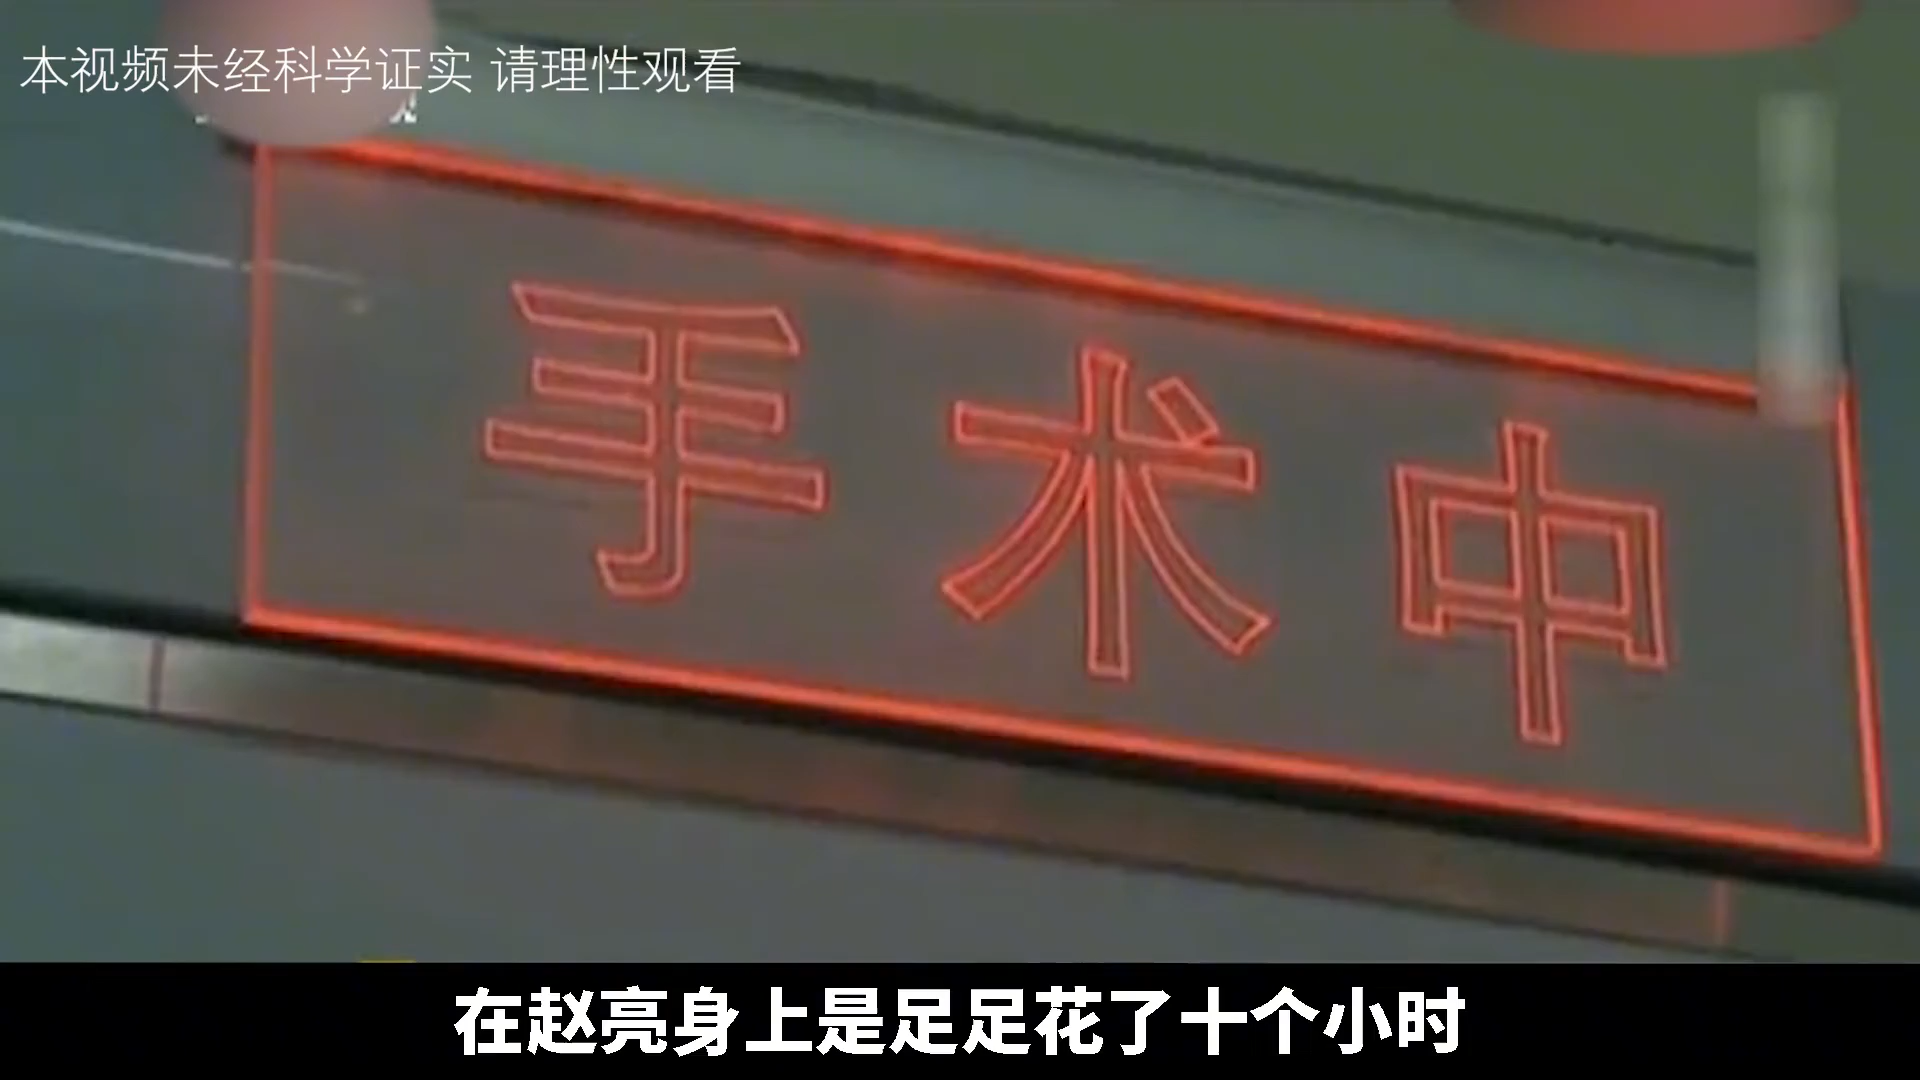 本视频未经科学证实 请理性观看
手术中
在赵亮身上是足足花了十个小时